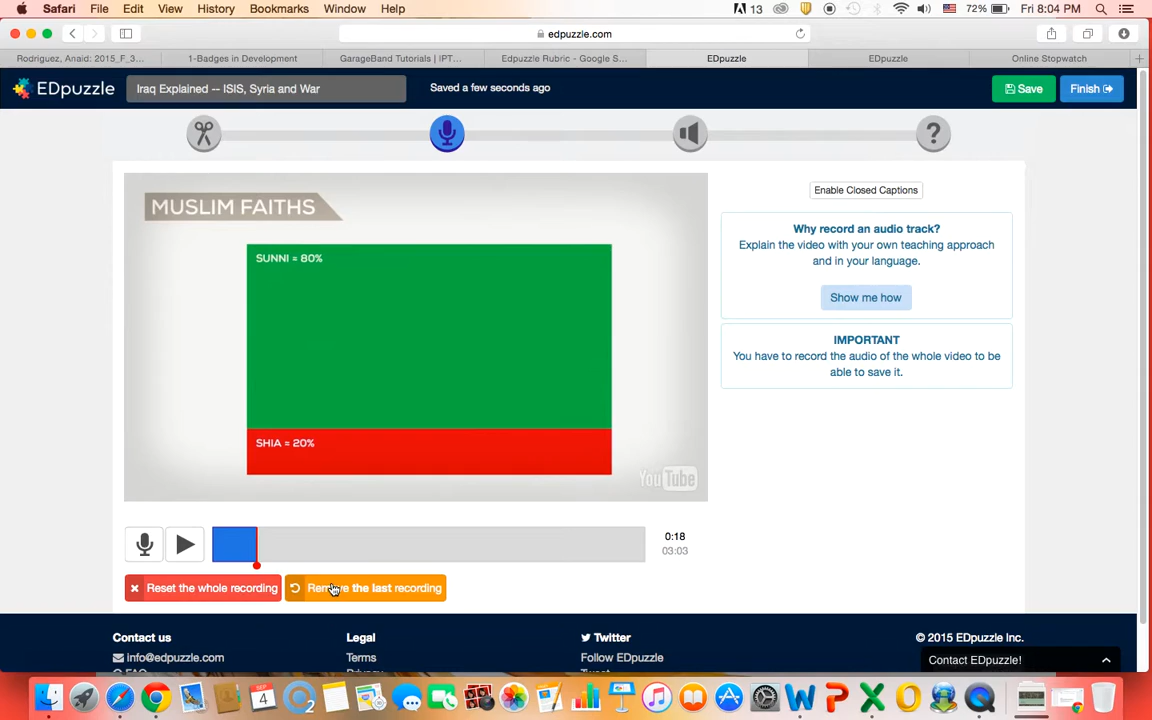 Safari File Edit View History Bookmarks Window Help
13 72% Fri 8:04 PM
edpuzzle.com
Rodriguez, Anaid: 2015_F_3... 1-Badges in Development GarageBand Tutorials | IPT... Edpuzzle Rubric - Google S... EDpuzzle EDpuzzle Online Stopwatch
EDpuzzle Iraq Explained -- ISIS, Syria and War Saved a few seconds ago Save Finish
?
MUSLIM FAITHS
SUNNI = 80%
SHIA = 20%
YouTube
Enable Closed Captions
Why record an audio track?
Explain the video with your own teaching approach
and in your language.
Show me how
IMPORTANT
You have to record the audio of the whole video to be
able to save it.
0:18
03:03
Reset the whole recording the last recording
Contact us Legal Twitter © 2015 EDpuzzle Inc.
info@edpuzzle.com Terms Follow EDpuzzle
Contact EDpuzzle!
SEP
4